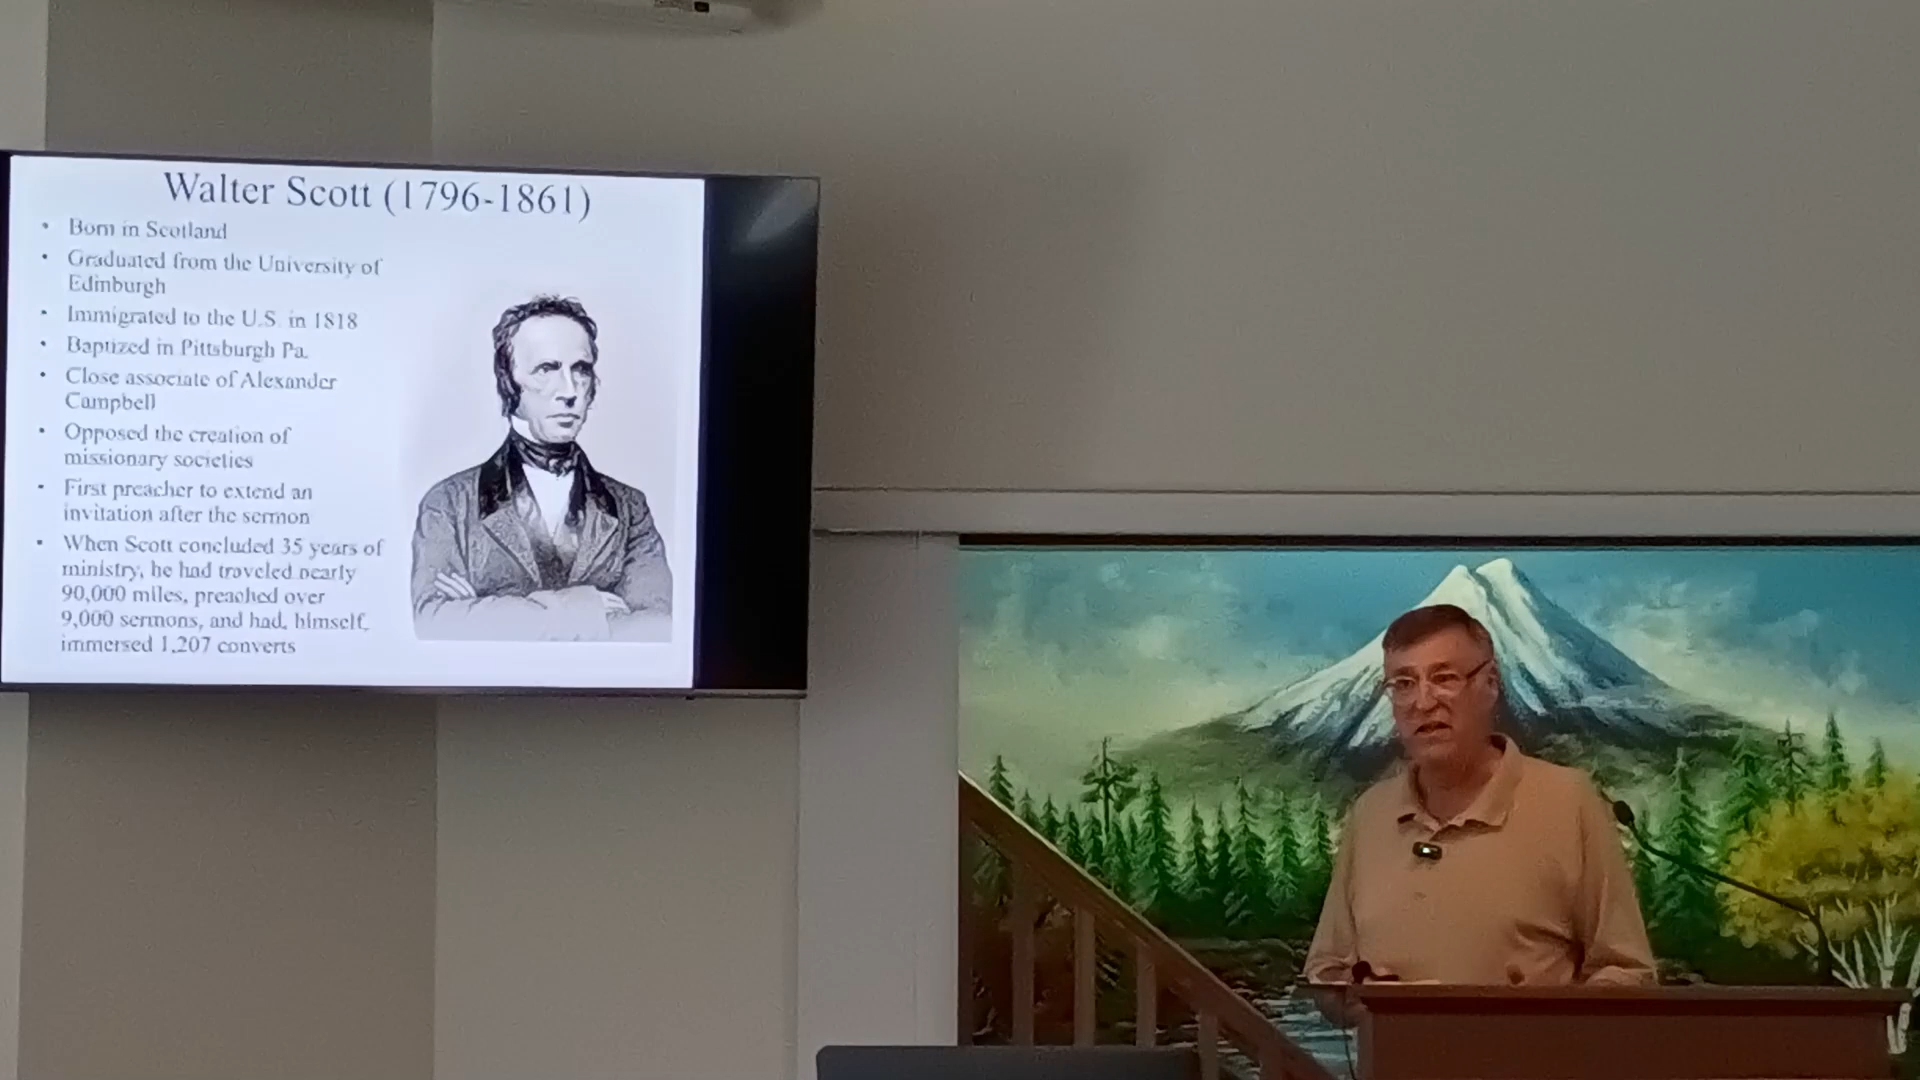 Walter Scott (1796-1861)
• Born in Scotland
• Graduated from the University of
Edinburgh
• Immigrated to the U.S. in 1818
• Baptized in Pittsburgh Pa.
• Close associate of Alexander
Campbell
• Opposed the creation of
missionary societies
• First preacher to extend an
invitation after the sermon
• When Scott concluded 35 years of
ministry, he had traveled nearly
90,000 miles, preached over
9,000 sermons, and had, himself,
immersed 1,207 converts